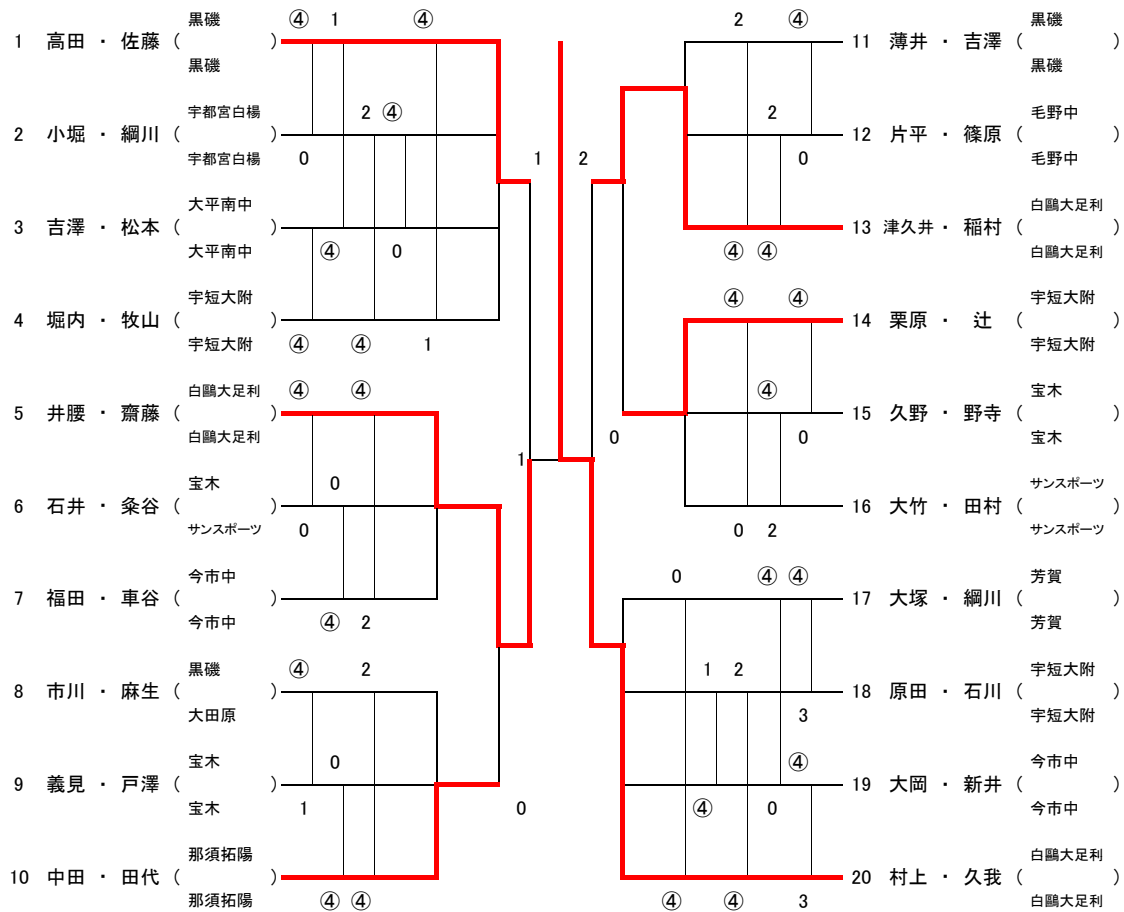 ④ 1 ④
黒磯
1 高田 ・ 佐藤 ( )
黒磯
2 ④
宇都宮白楊
2 小堀 ・ 綱川 ( )
宇都宮白楊
0
大平南中
3 吉澤 ・ 松本 ( )
大平南中
④ 0
宇短大附
4 堀内 ・ 牧山 ( )
宇短大附
④ ④ 1
白鷗大足利
④ ④
5 井腰 ・ 齋藤 ( )
白鷗大足利
宝木
0
6 石井 ・ 粂谷 ( )
サンスポーツ
0
今市中
7 福田 ・ 車谷 ( )
今市中
④ 2
黒磯
④ 2
8 市川 ・ 麻生 ( )
大田原
宝木
0
9 義見 ・ 戸澤 ( )
宝木
1
那須拓陽
10 中田 ・ 田代 ( )
那須拓陽
④ ④
1 2
1
0
0
2 ④
黒磯
11 薄井 ・ 吉澤 ( )
黒磯
2
毛野中
12 片平 ・ 篠原 ( )
毛野中
0
白鷗大足利
13 津久井 ・ 稲村 ( )
白鷗大足利
④ ④
④ ④
宇短大附
14 栗原 ・ 辻 ( )
宇短大附
④
宝木
15 久野 ・ 野寺 ( )
宝木
0
サンスポーツ
16 大竹 ・ 田村 ( )
サンスポーツ
0 2
0 ④ ④
芳賀
17 大塚 ・ 綱川 ( )
芳賀
1 2
宇短大附
18 原田 ・ 石川 ( )
宇短大附
3
④
今市中
19 大岡 ・ 新井 ( )
今市中
④ 0
白鷗大足利
20 村上 ・ 久我 ( )
白鷗大足利
④ ④ 3